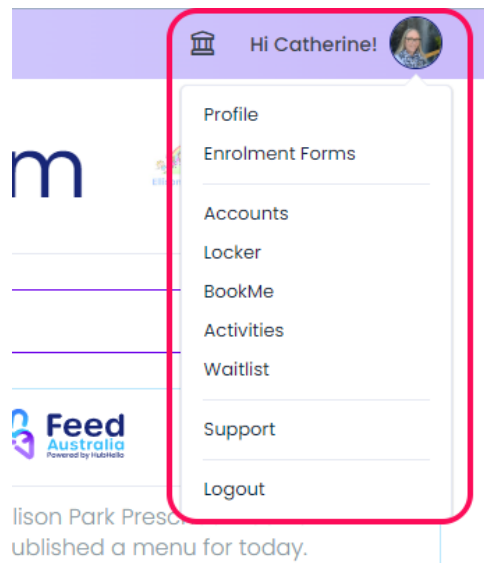 Hi Catherine!
Profile
Enrolment Forms
m
Accounts
Locker
BookMe
Activities
Waitlist
Feed
Australia
Powered by HubHello
Support
Logout
lison Park Presc
ublished a menu for today.